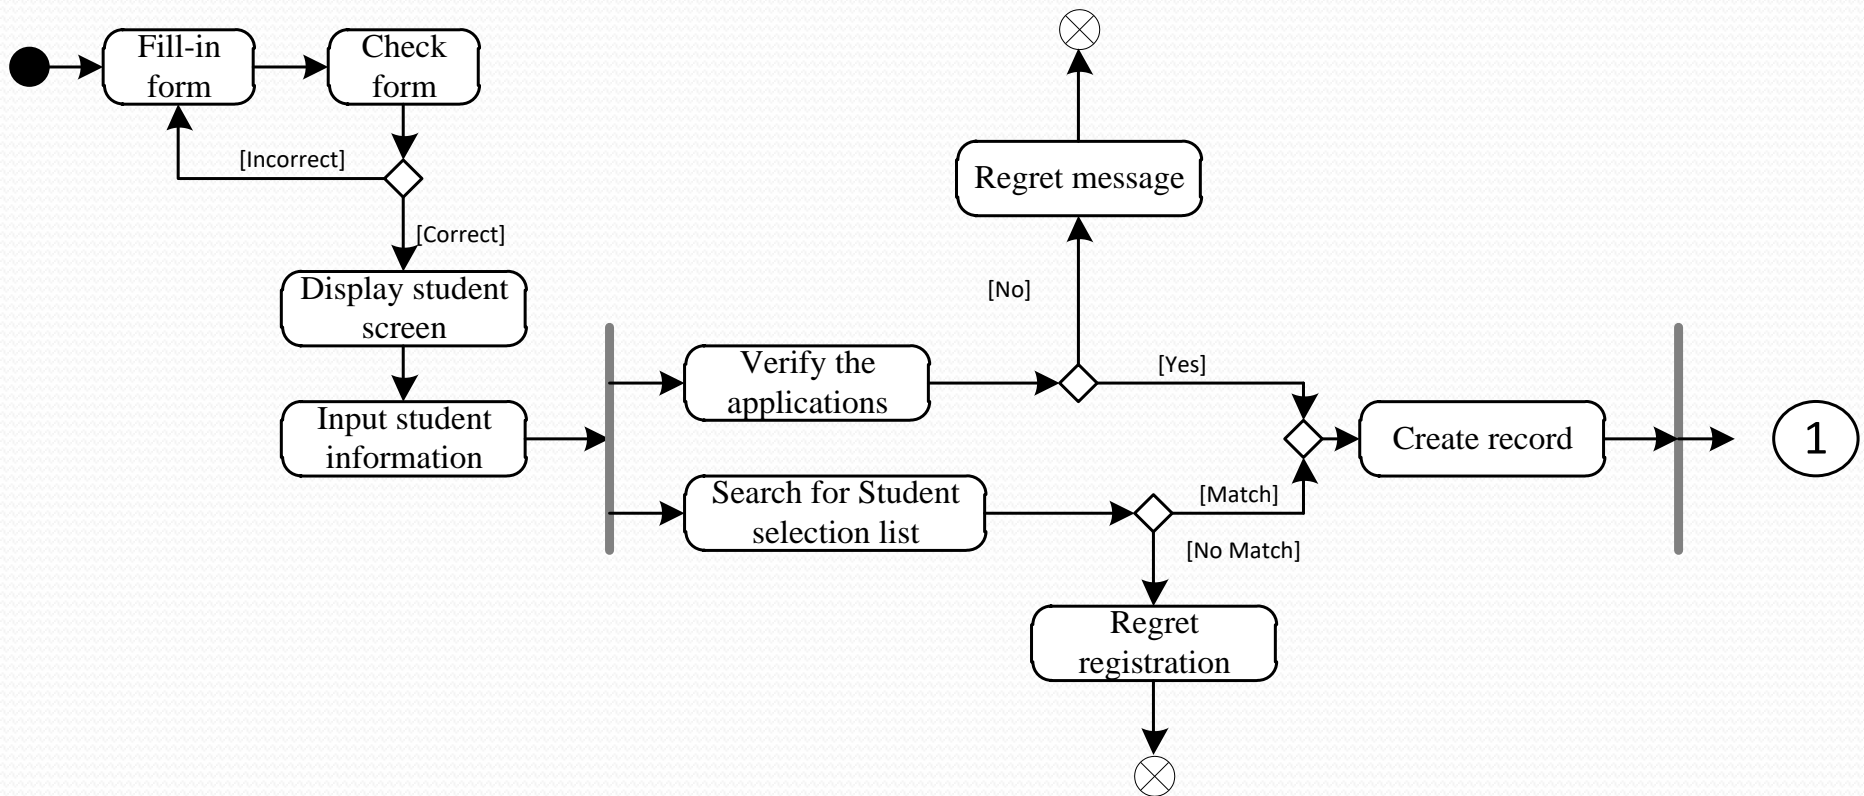 Fill-in
form
Check
form
[Incorrect]
[Correct]
Display student
screen
Input student
information
Regret message
[No]
Verify the
applications
[Yes]
Create record
1
Search for Student
selection list
[Match]
[No Match]
Regret
registration